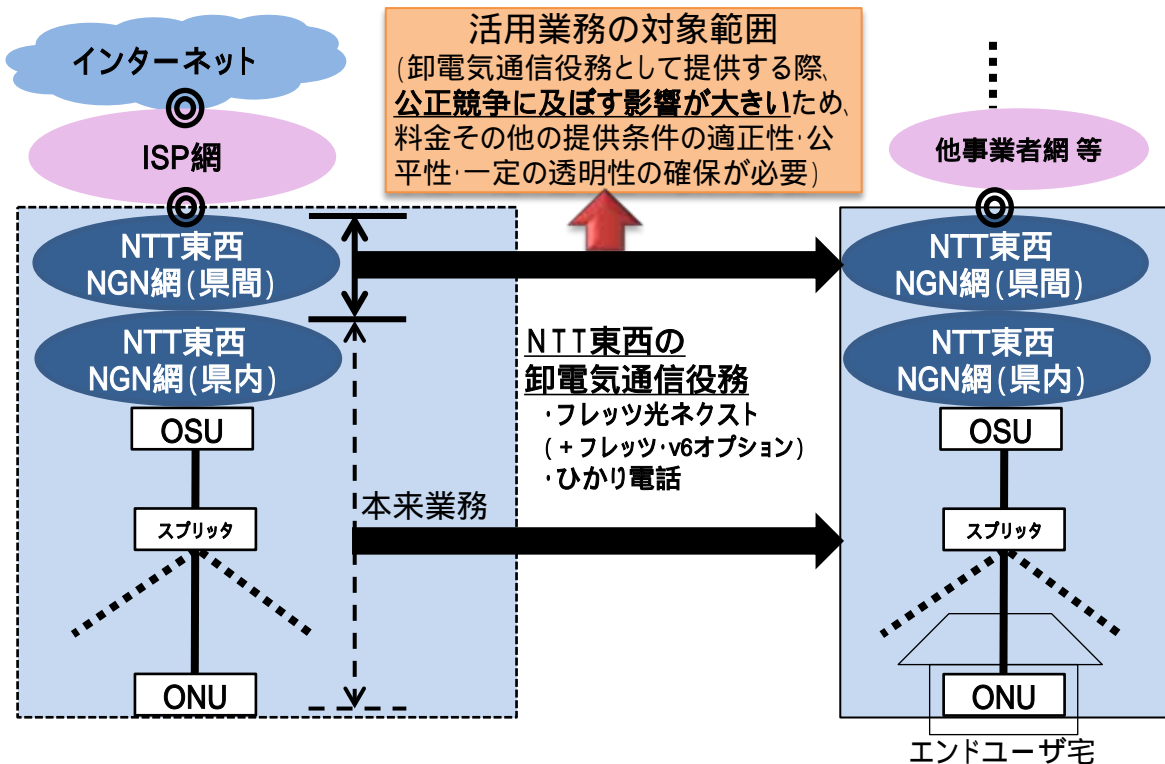 活用業務の対象範囲
(卸電気通信役務として提供する際、
公正競争に及ぼす影響が大きいため、
料金その他の提供条件の適正性・公
平性・一定の透明性の確保が必要)
インターネット
ISP網
NTT東西
NGN網(県間)
NTT東西
NGN網(県内)
OSU
スプリッタ
ONU
本来業務
NTT東西の
卸電気通信役務
・フレッツ光ネクスト
(+フレッツ・v6オプション)
・ひかり電話
他事業者網 等
NTT東西
NGN網(県間)
NTT東西
NGN網(県内)
OSU
スプリッタ
ONU
エンドユーザ宅